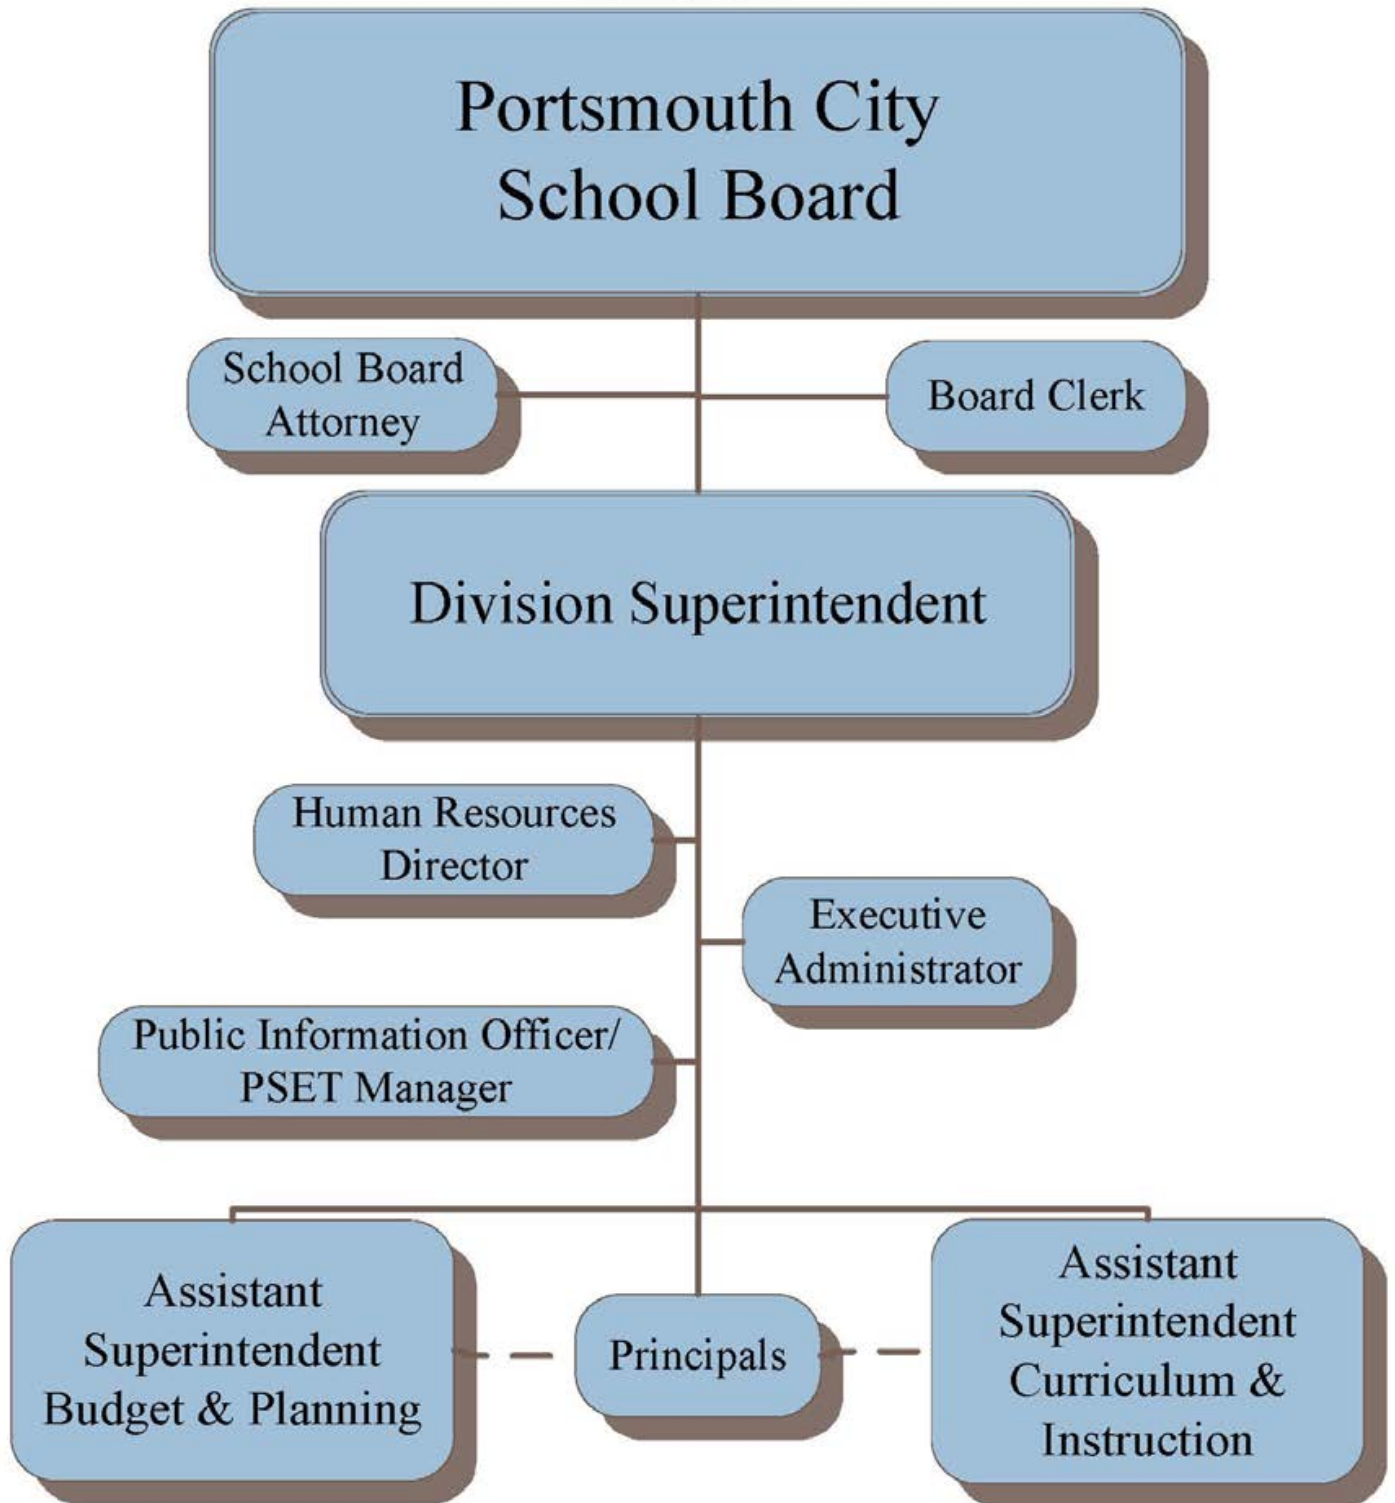 Portsmouth City
School Board
School Board
Attorney
Board Clerk
Division Superintendent
Human Resources
Director
Executive
Administrator
Public Information Officer/
PSET Manager
Assistant
Superintendent
Budget & Planning
Principals
Assistant
Superintendent
Curriculum &
Instruction